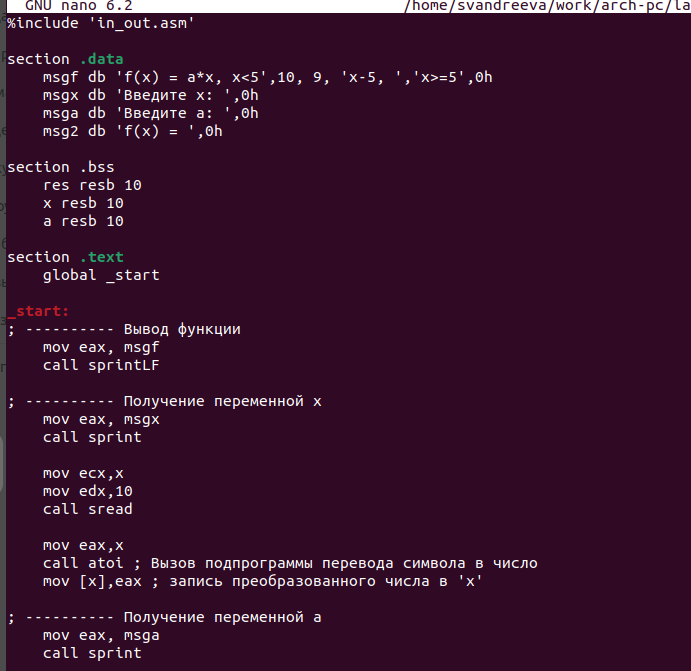 GNU nano 6.2 /home/svandreeva/work/arch-pc/la
%include 'in_out.asm'
section .data
msgf db 'f(x) = a*x, x<5',10, 9, 'x-5, ','x>=5',0h
msgx db 'Введите x: ',0h
msga db 'Введите a: ',0h
msg2 db 'f(x) = ',0h
section .bss
res resb 10
x resb 10
a resb 10
section .text
global _start
_start:
; ---------- Вывод функции
mov eax, msgf
call sprintLF
; ---------- Получение переменной x
mov eax, msgx
call sprint
mov ecx,x
mov edx,10
call sread
mov eax,x
call atoi ; Вызов подпрограммы перевода символа в число
mov [x],eax ; запись преобразованного числа в 'x'
; ---------- Получение переменной a
mov eax, msga
call sprint